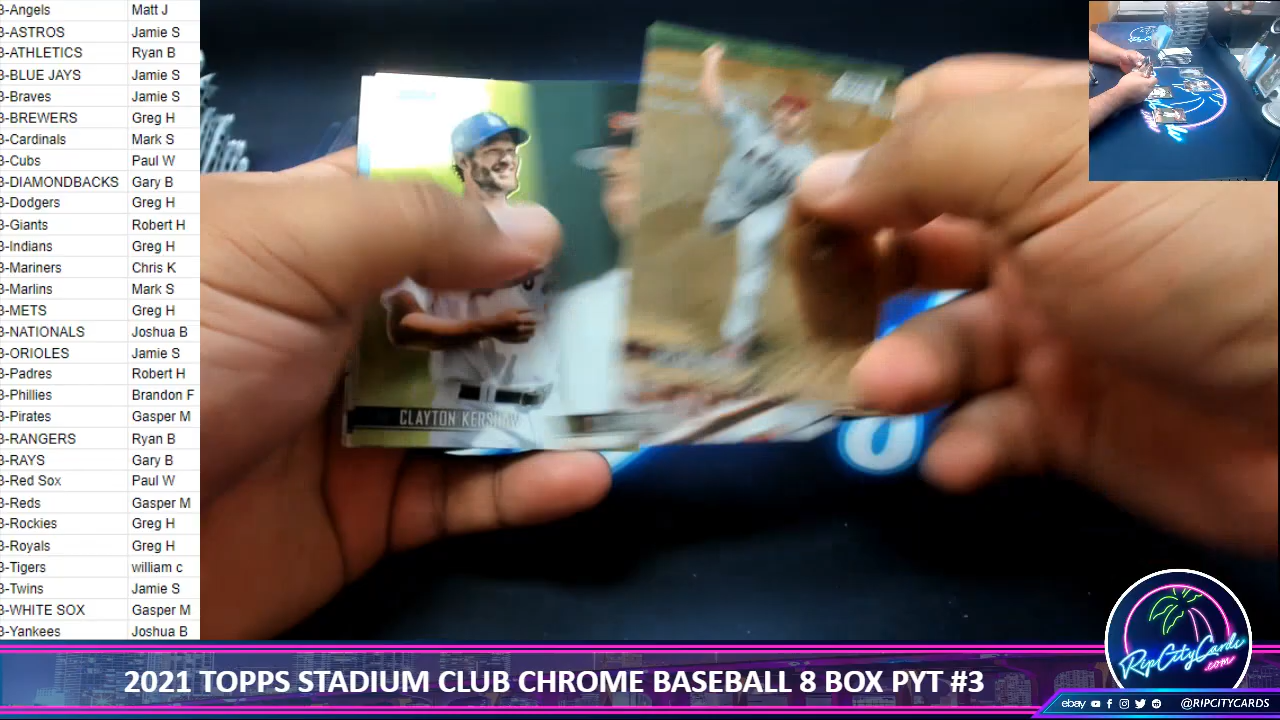 3-Angels Matt J
3-ASTROS Jamie S
3-ATHLETICS Ryan B
3-BLUE JAYS Jamie S
3-Braves Jamie S
3-BREWERS Greg H
3-Cardinals Mark S
3-Cubs Paul W
3-DIAMONDBACKS Gary B
3-Dodgers Greg H
3-Giants Robert H
3-Indians Greg H
3-Mariners Chris K
3-Marlins Mark S
3-METS Greg H
3-NATIONALS Joshua B
3-ORIOLES Jamie S
3-Padres Robert H
3-Phillies Brandon F
3-Pirates Gasper M
3-RANGERS Ryan B
3-RAYS Gary B
3-Red Sox Paul W
3-Reds Gasper M
3-Rockies Greg H
3-Royals Greg H
3-Tigers william c
3-Twins Jamie S
3-WHITE SOX Gasper M
3-Yankees Joshua B
CLAYTON KERSHAW
RipCityCards
.com
2021 TOPPS STADIUM CLUB CHROME BASEBALL 8 BOX PYT #3
ebay @RIPCITYCARDS